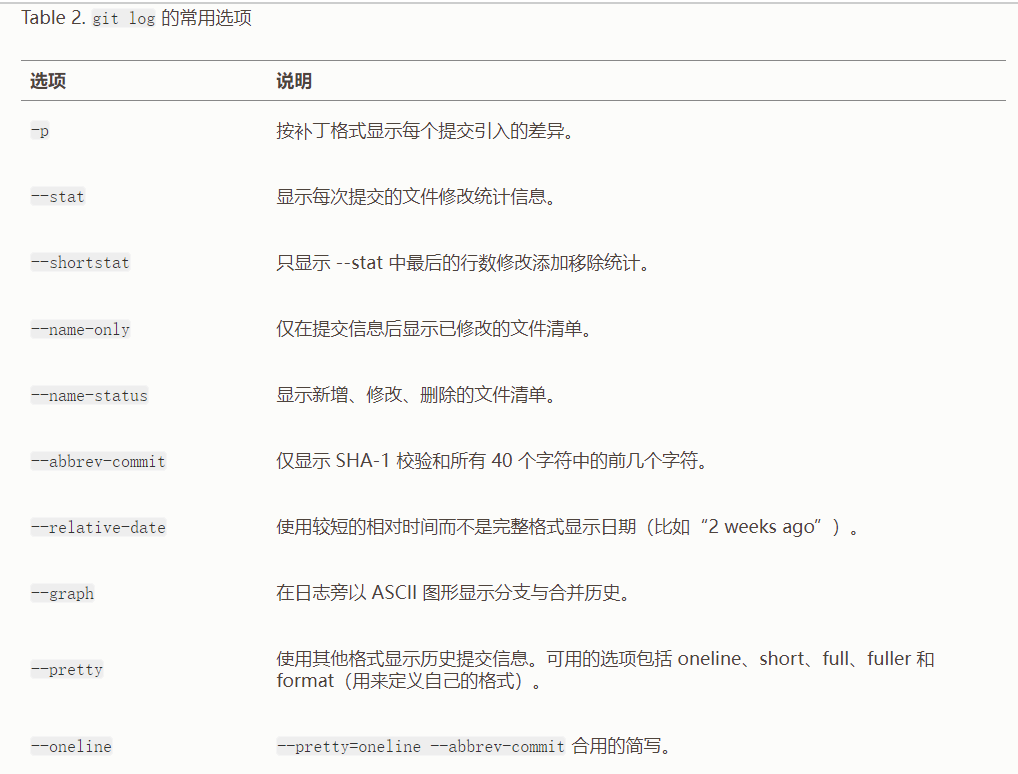 Table 2. git log 的常用选项
选项 说明
-p 按补丁格式显示每个提交引入的差异。
--stat 显示每次提交的文件修改统计信息。
--shortstat 只显示 --stat 中最后的行数修改添加移除统计。
--name-only 仅在提交信息后显示已修改的文件清单。
--name-status 显示新增、修改、删除的文件清单。
--abbrev-commit 仅显示 SHA-1 校验和所有 40 个字符中的前几个字符。
--relative-date 使用较短的相对时间而不是完整格式显示日期（比如“2 weeks ago”）。
--graph 在日志旁以 ASCII 图形显示分支与合并历史。
--pretty 使用其他格式显示历史提交信息。可用的选项包括 oneline、short、full、fuller 和
format（用来定义自己的格式）。
--oneline --pretty=oneline --abbrev-commit 合用的简写。